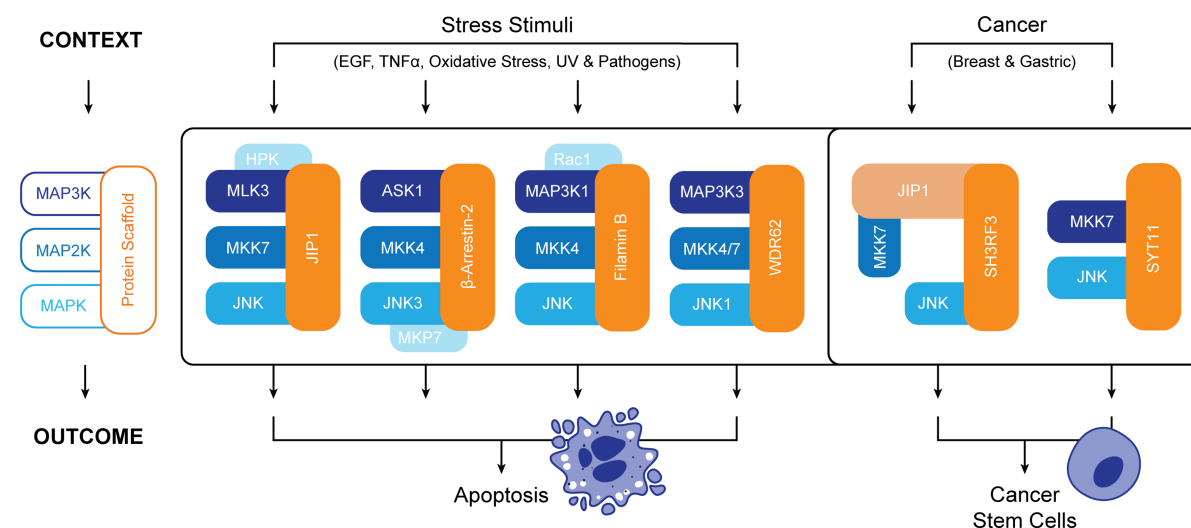 CONTEXT
Stress Stimuli
(EGF, TNFα, Oxidative Stress, UV & Pathogens)
Cancer
(Breast & Gastric)
MAP3K
MAP2K
MAPK
Protein Scaffold
HPK
MLK3
MKK7
JNK
JIP1
ASK1
MKK4
JNK3
MKP7
β-Arrestin-2
Rac1
MAP3K1
MKK4
JNK
Filamin B
MAP3K3
MKK4/7
JNK1
WDR62
JIP1
MKK7
JNK
SH3RF3
MKK7
JNK
SYT11
OUTCOME
Apoptosis
Cancer
Stem Cells